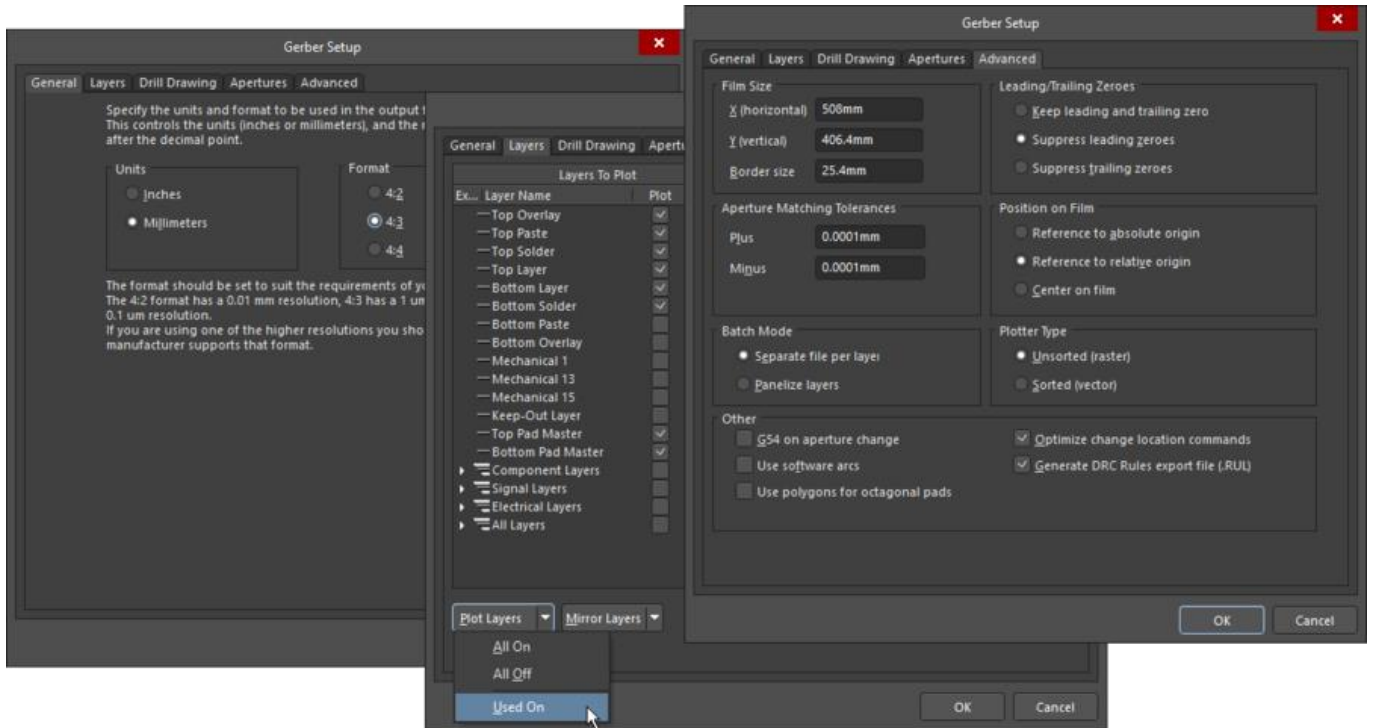 Gerber Setup
General Layers Drill Drawing Apertures Advanced
Specify the units and format to be used in the output
This controls the units (inches or millimeters), and the
after the decimal point.
Units
Inches
Millimeters
Format
4:2
4:3
4:4
The format should be set to suit the requirements of
The 4:2 format has a 0.01 mm resolution, 4:3 has a 1 um
0.1 um resolution.
If you are using one of the higher resolutions you
manufacturer supports that format.
General Layers Drill Drawing
Layers To Plot
Ex... Layer Name Plot
Top Overlay
Top Paste
Top Solder
Top Layer
Bottom Layer
Bottom Solder
Bottom Paste
Bottom Overlay
Mechanical 1
Mechanical 13
Mechanical 15
Keep-Out Layer
Top Pad Master
Bottom Pad Master
Component Layers
Signal Layers
Electrical Layers
All Layers
Plot Layers Mirror Layers
All On
All Off
Used On
OK Cancel
Gerber Setup
General Layers Drill Drawing Apertures Advanced
Film Size
X (horizontal) 508mm
Y (vertical) 406.4mm
Border size 25.4mm
Leading/Trailing Zeroes
Keep leading and trailing zero
Suppress leading zeroes
Suppress trailing zeroes
Aperture Matching Tolerances
Plus 0.0001mm
Minus 0.0001mm
Position on Film
Reference to absolute origin
Reference to relative origin
Center on film
Batch Mode
Separate file per layer
Panelize layers
Plotter Type
Unsorted (raster)
Sorted (vector)
Other
G54 on aperture change
Use software arcs
Use polygons for octagonal pads
Optimize change location commands
Generate DRC Rules export file (.RUL)
OK Cancel